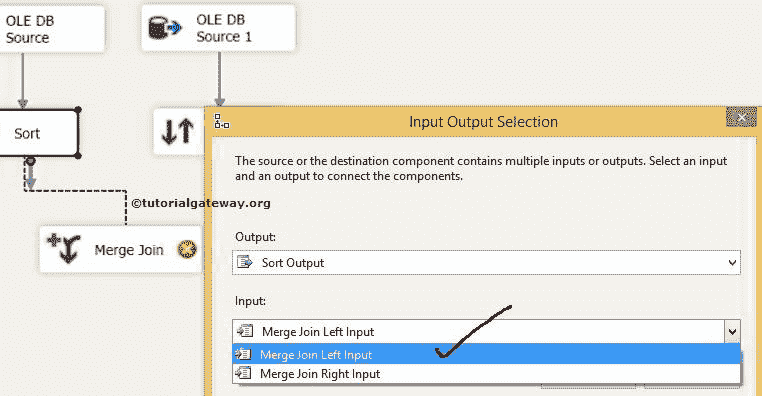 OLE DB
Source
OLE DB
Source 1
Sort
Input Output Selection
The source or the destination component contains multiple inputs or outputs. Select an input
and an output to connect the components.
©tutorialgateway.org
Output:
Merge Join
Sort Output
Input:
Merge Join Left Input
Merge Join Left Input
Merge Join Right Input